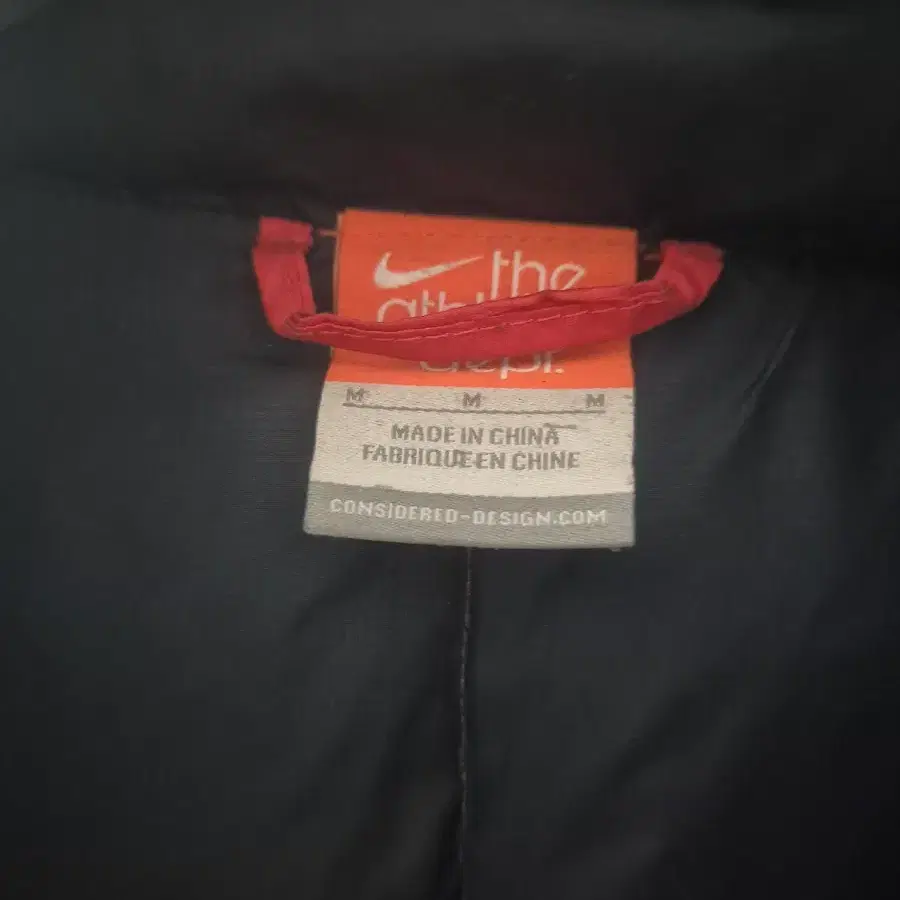 the
M M M
MADE IN CHINA
FABRIQUE EN CHINE
CONSIDERED-DESIGN.COM